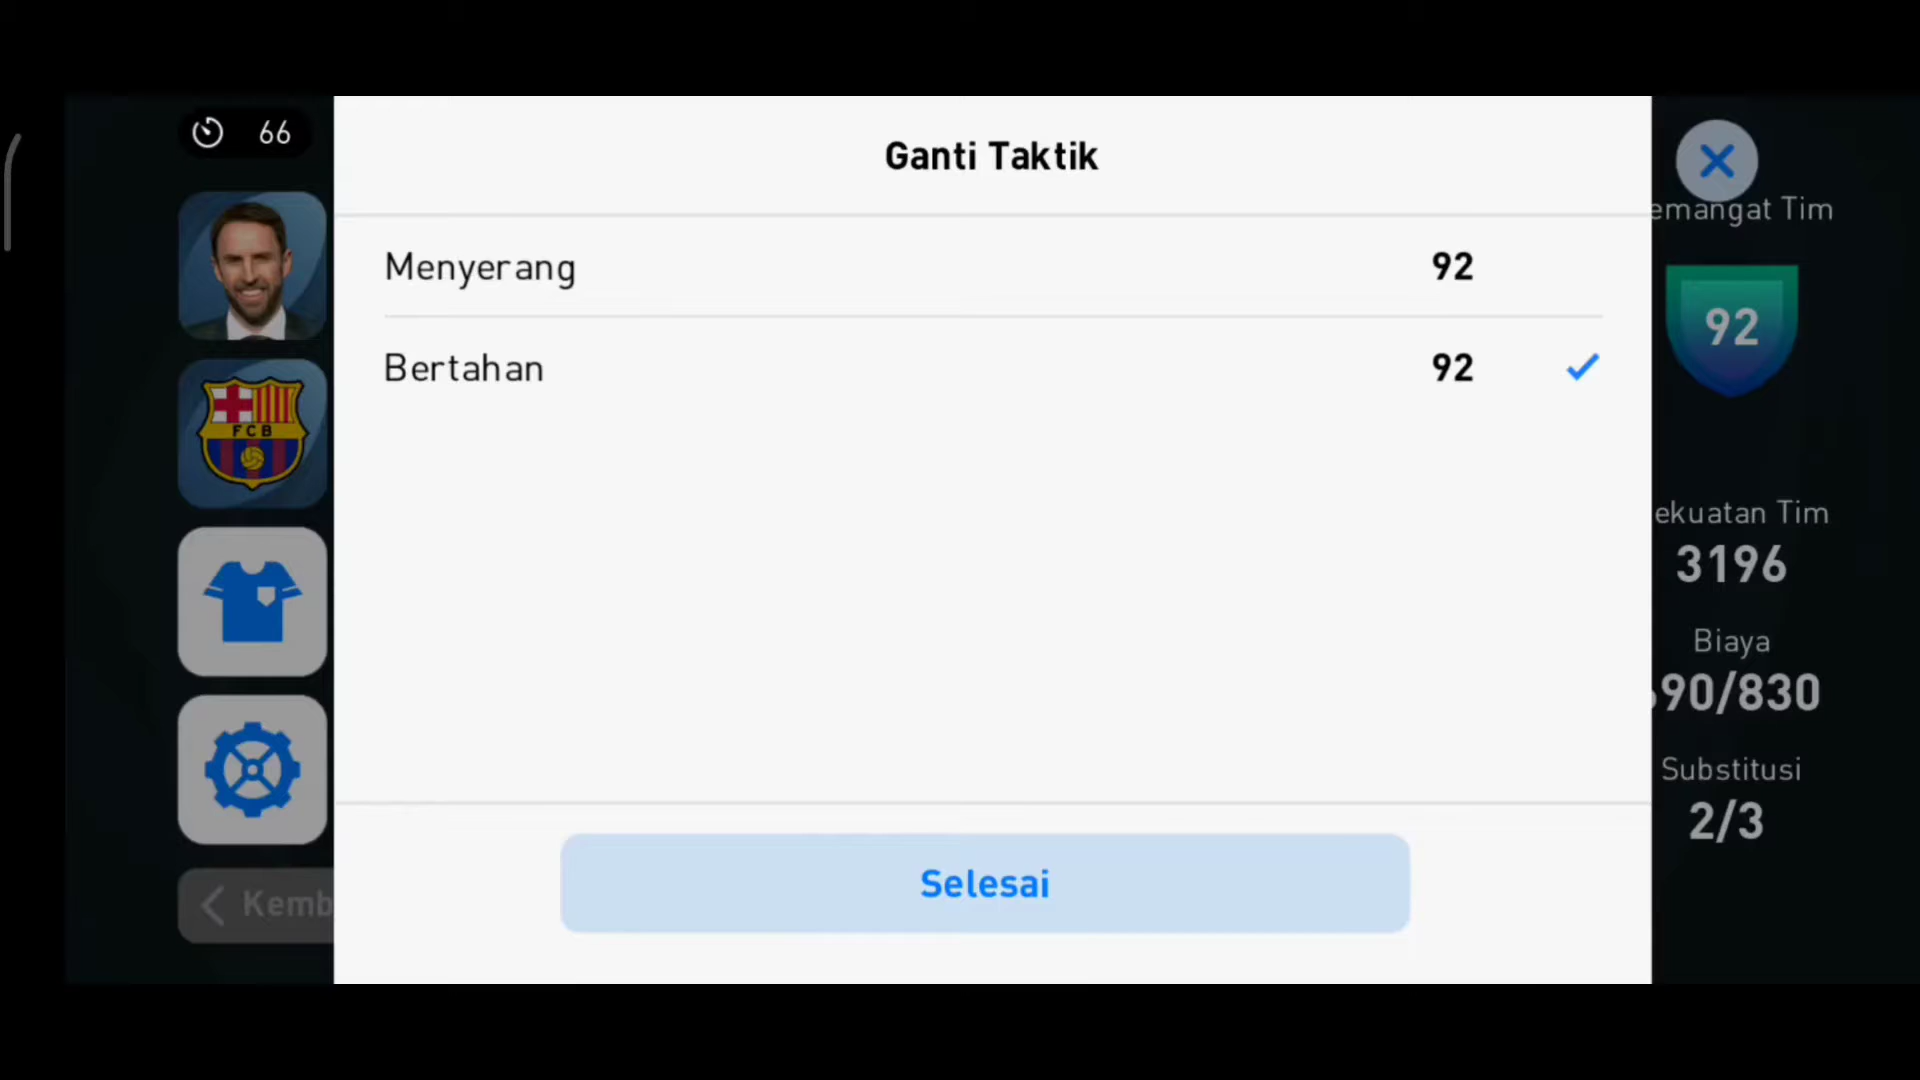 66
Ganti Taktik
Menyerang 92
Bertahan 92
Selesai
FCB
Kemb
emangat Tim
92
ekuatan Tim
3196
Biaya
90/830
Substitusi
2/3